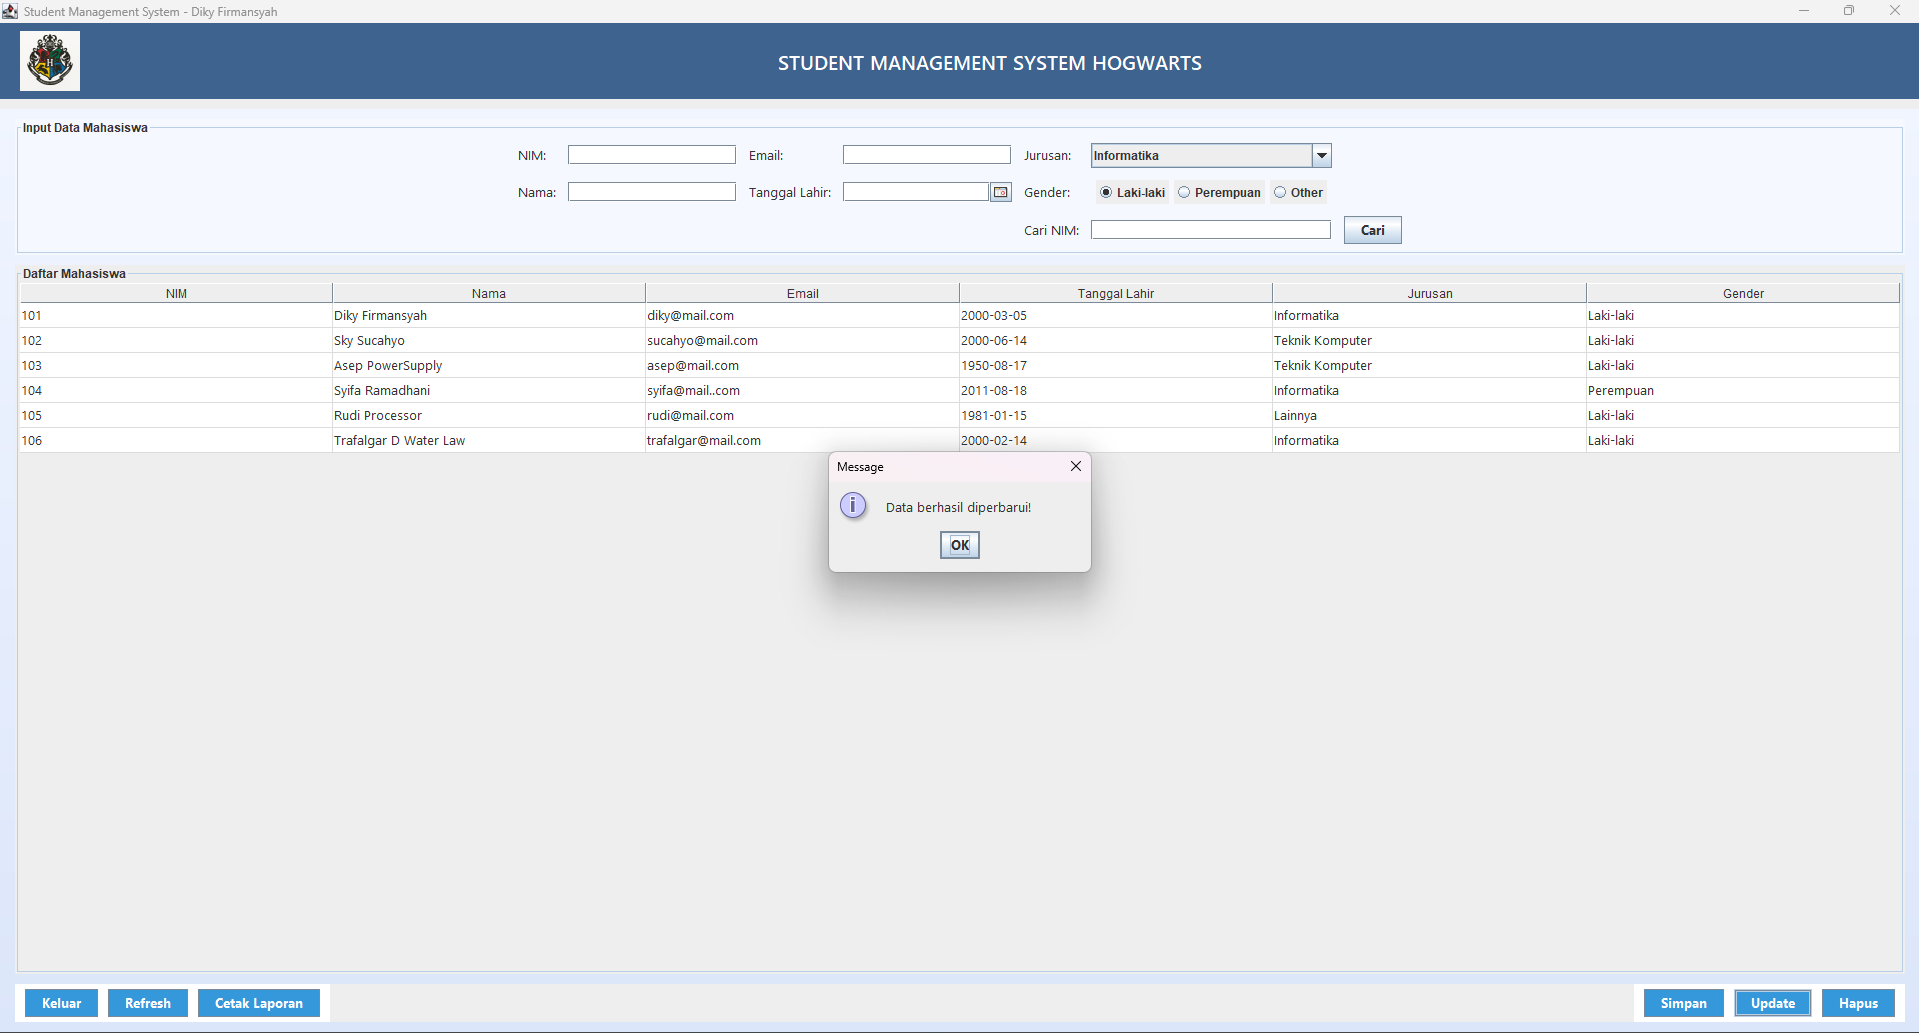 Student Management System - Diky Firmansyah
H
STUDENT MANAGEMENT SYSTEM HOGWARTS
Input Data Mahasiswa
NIM: Email: Jurusan: Informatika
Nama: Tanggal Lahir: Gender: Laki-laki Perempuan Other
Cari NIM: Cari
Daftar Mahasiswa
NIM Nama Email Tanggal Lahir Jurusan Gender
101 Diky Firmansyah diky@mail.com 2000-03-05 Informatika Laki-laki
102 Sky Sucahyo sucahyo@mail.com 2000-06-14 Teknik Komputer Laki-laki
103 Asep PowerSupply asep@mail.com 1950-08-17 Teknik Komputer Laki-laki
104 Syifa Ramadhani syifa@mail..com 2011-08-18 Informatika Perempuan
105 Rudi Processor rudi@mail.com 1981-01-15 Lainnya Laki-laki
106 Trafalgar D Water Law trafalgar@mail.com 2000-02-14 Informatika Laki-laki
Message
Data berhasil diperbarui!
OK
Keluar Refresh Cetak Laporan Simpan Update Hapus